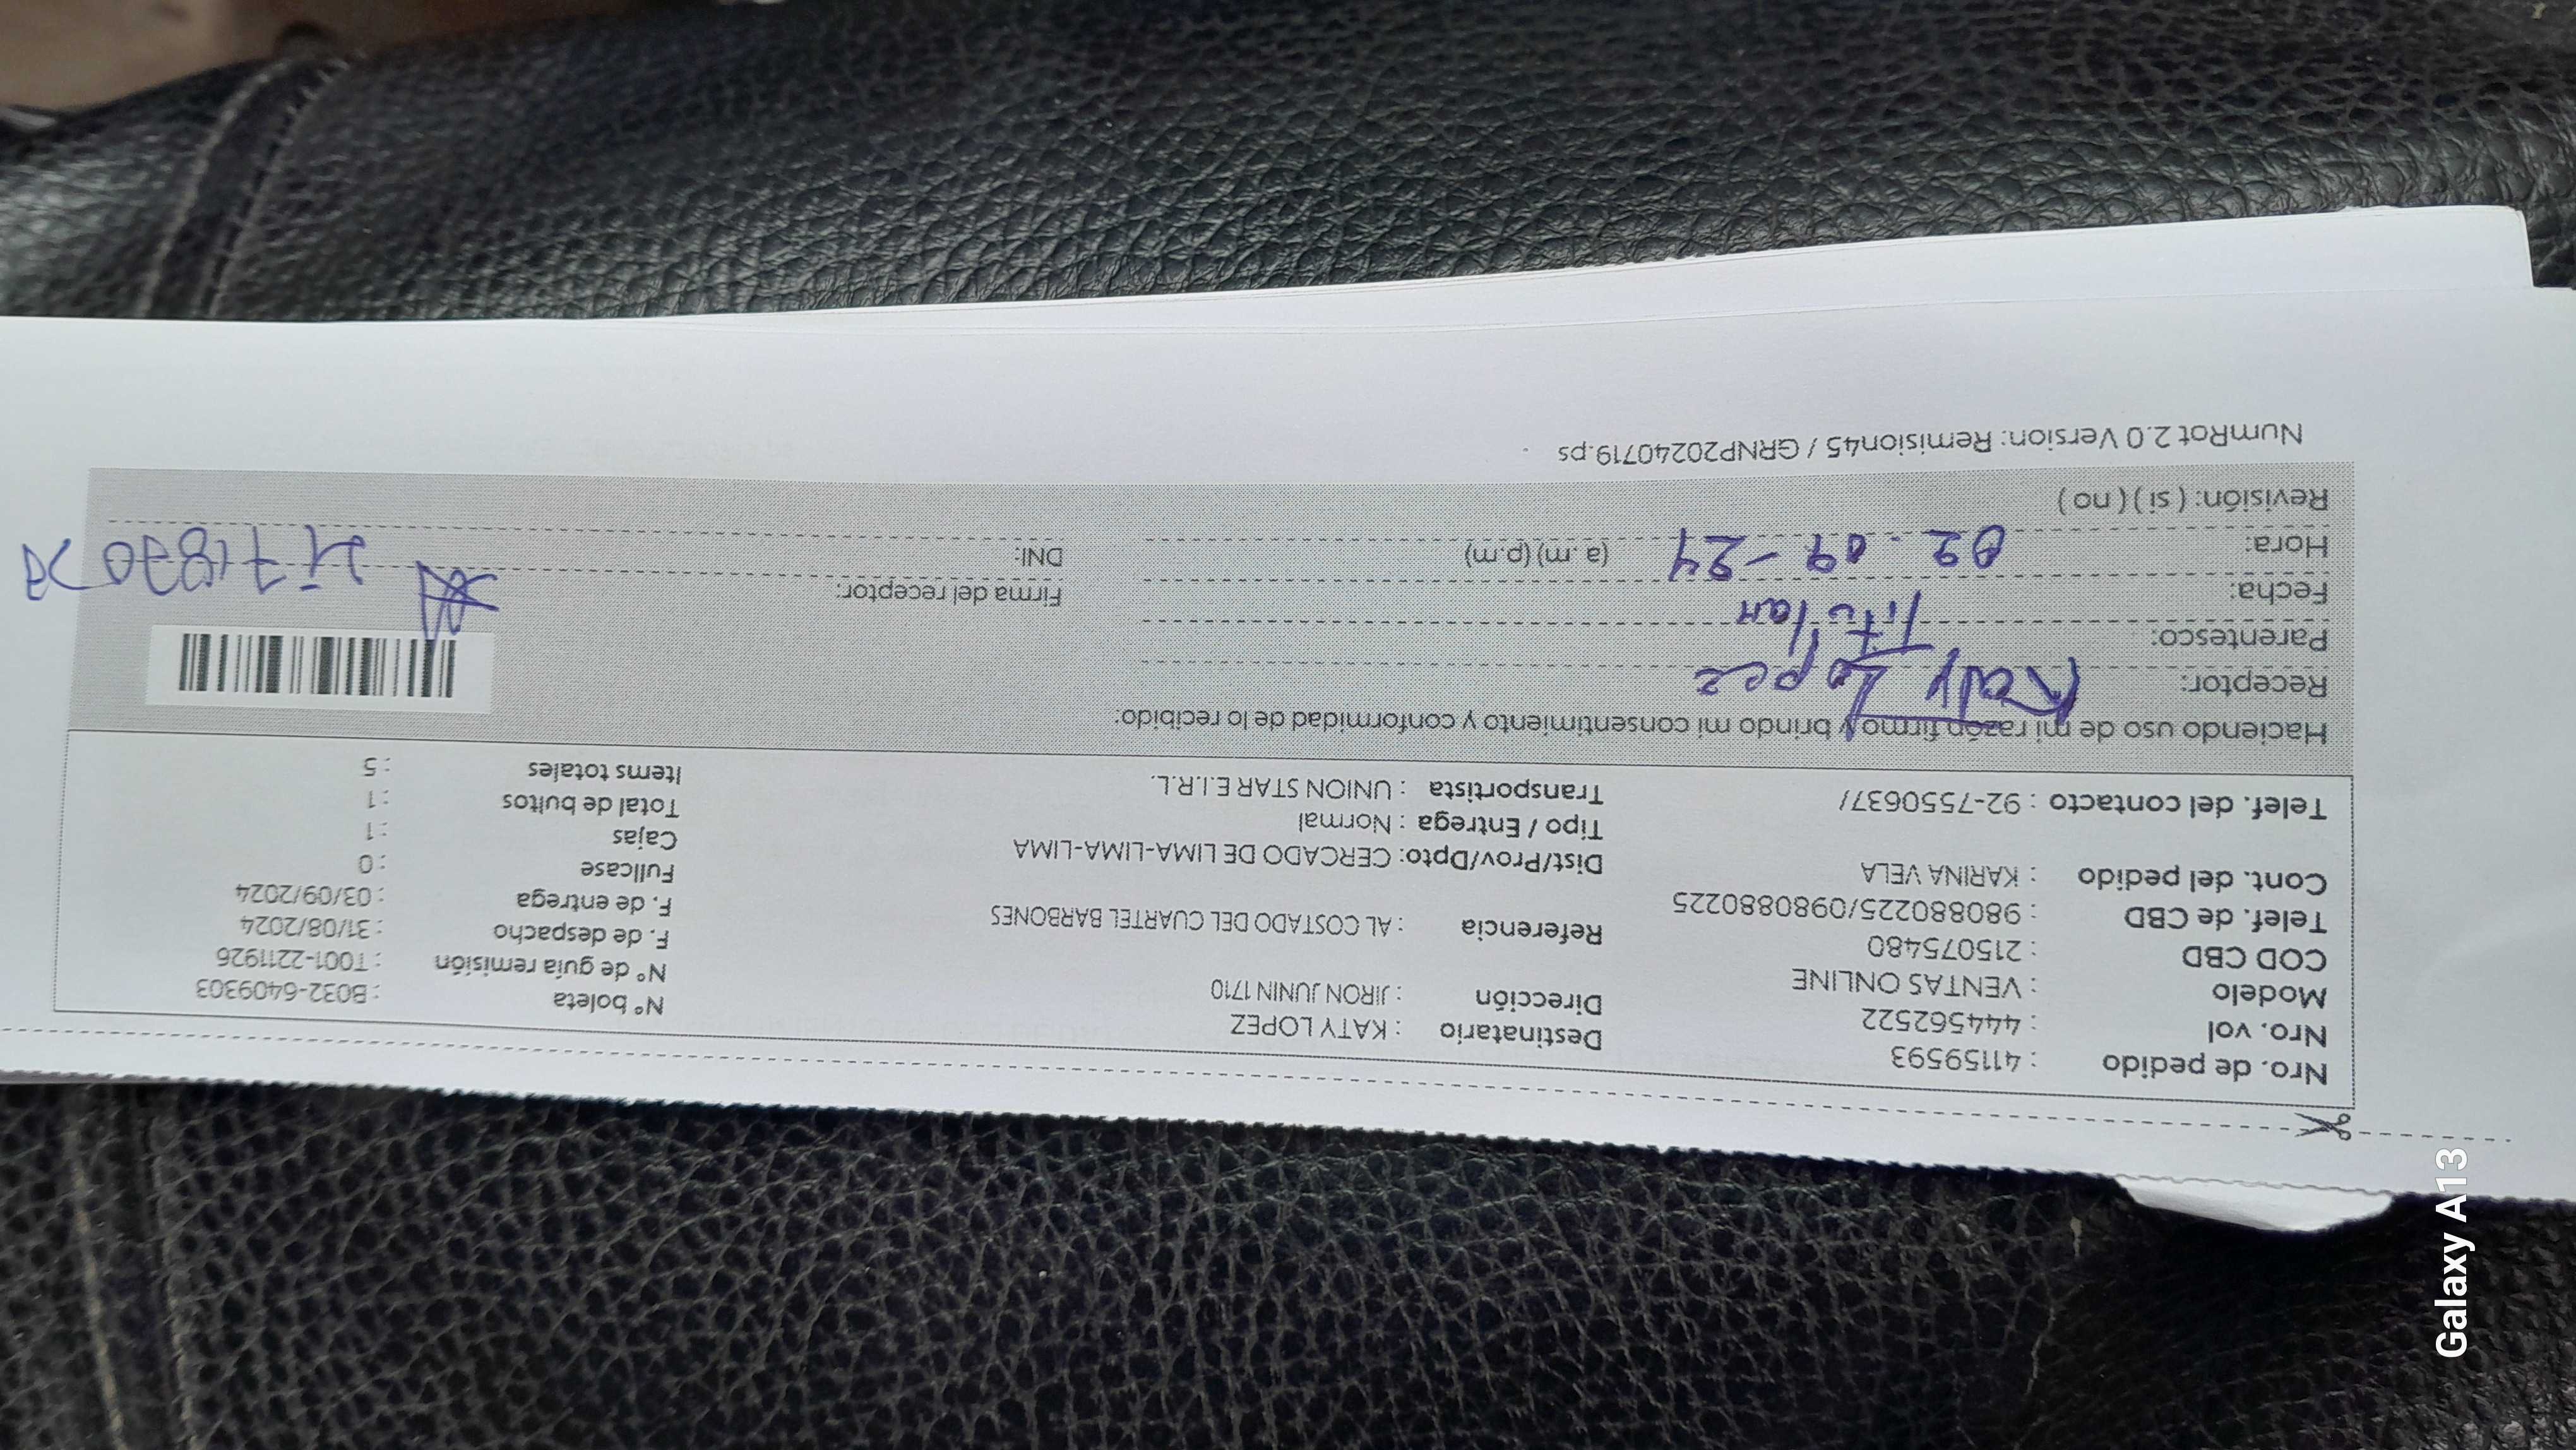 Nro. de pedido : 41159593
Nro. vol : 444562522
Modelo : VENTAS ONLINE
COD CBD : 215075480
Telef. de CBD : 980880225/0980880225
Cont. del pedido : KARINA VELA
Telef. del contacto : 92-7550637/
Destinatario : KATY LOPEZ
Dirección : JIRON JUNIN 1710
Referencia : AL COSTADO DEL CUARTEL BARBONES
Dist/Prov/Dpto: CERCADO DE LIMA-LIMA-LIMA
Tipo / Entrega : Normal
Transportista : UNION STAR E.I.R.L.
N° boleta : B032-6409303
N° de guía remisión : T001-2211926
F. de despacho : 31/08/2024
F. de entrega : 03/09/2024
Fullcase : 0
Cajas : 1
Total de bultos : 1
Items totales : 5
Haciendo uso de mi razón firmo y brindo mi consentimiento y conformidad de lo recibido:
Receptor: Katy Lopez
Parentesco: Titular
Fecha:
Hora: 02-09-24 (a.m) (p.m)
Revisión: ( si ) ( no )
Firma del receptor:
DNI:
NumRot 2.0 Version: Remision45 / GRNP20240719.ps
Galaxy A13